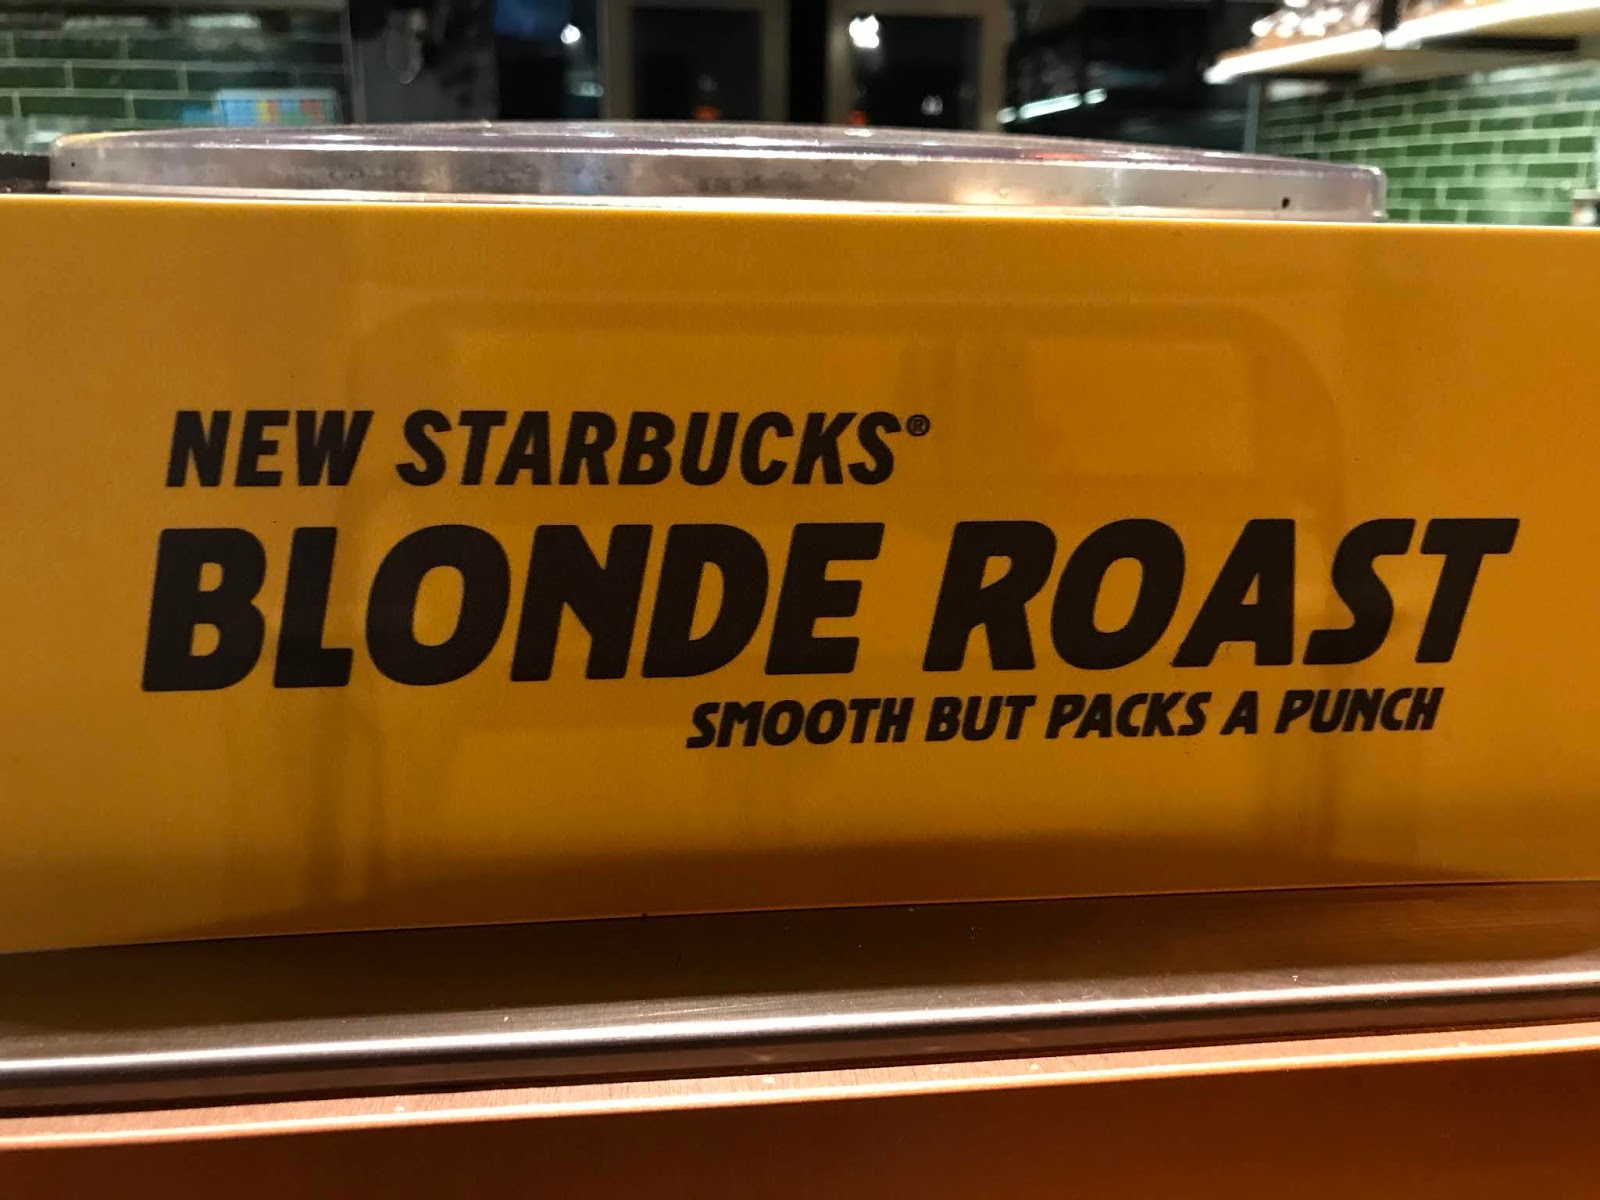 NEW STARBUCKS®
BLONDE ROAST
SMOOTH BUT PACKS A PUNCH